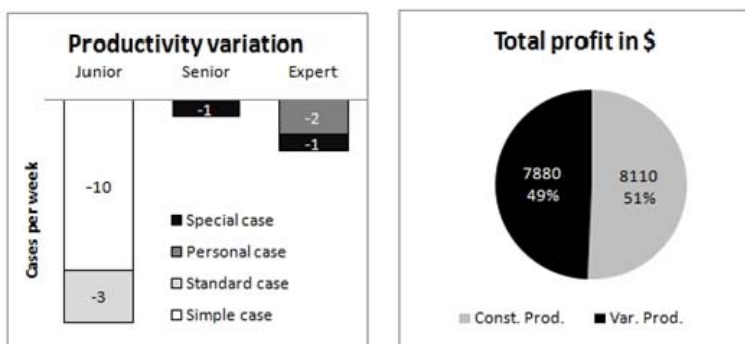 Productivity variation
Junior Senior Expert
Cases per week
-10
-3
-1
-2
-1
Special case
Personal case
Standard case
Simple case
Total profit in $
7880
49%
8110
51%
Const. Prod. Var. Prod.